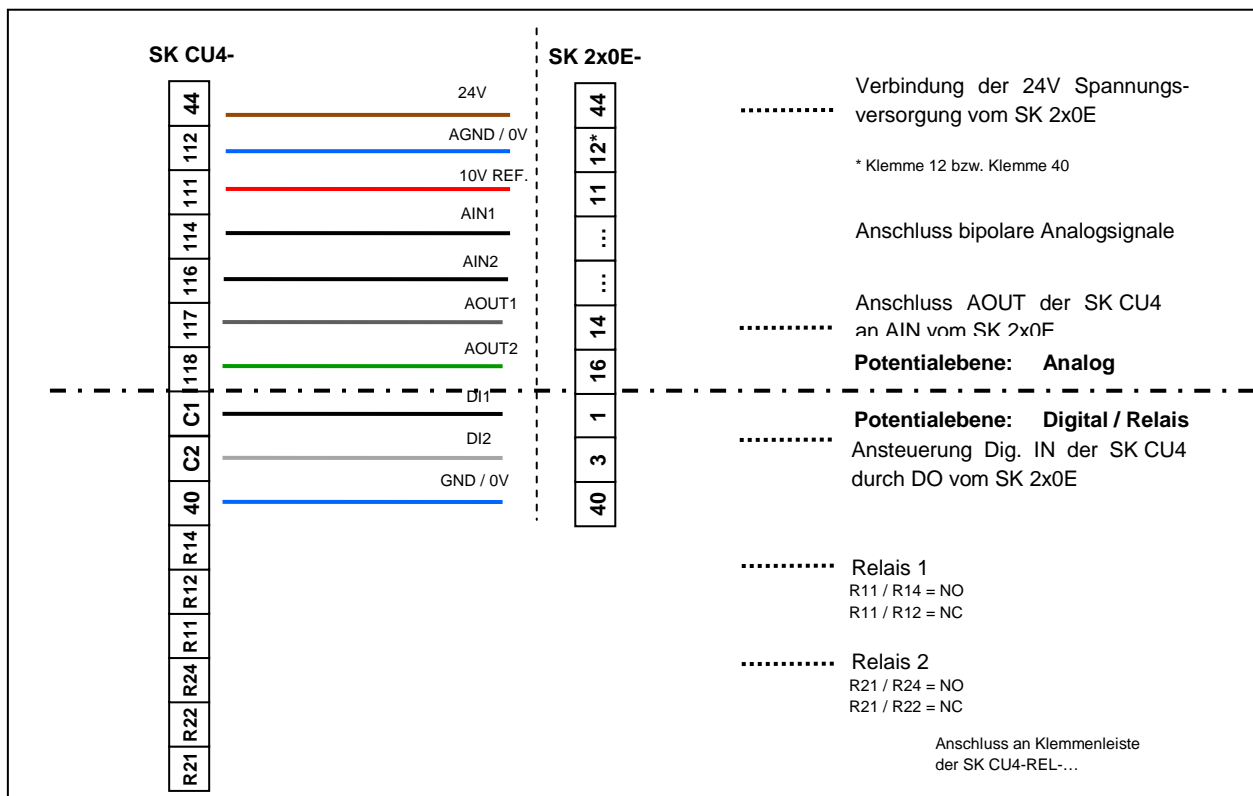 SK CU4-
SK 2x0E-
44
112
111
114
116
117
118
C1
C2
40
R14
R12
R11
R24
R22
R21
24V
AGND / 0V
10V REF.
AIN1
AIN2
AOUT1
AOUT2
DI1
DI2
GND / 0V
44
12*
11
...
...
14
16
1
3
40
Verbindung der 24V Spannungs-
versorgung vom SK 2x0E
* Klemme 12 bzw. Klemme 40
Anschluss bipolare Analogsignale
Anschluss AOUT der SK CU4
an AIN vom SK 2x0E
Potentialebene: Analog
Potentialebene: Digital / Relais
Ansteuerung Dig. IN der SK CU4
durch DO vom SK 2x0E
Relais 1
R11 / R14 = NO
R11 / R12 = NC
Relais 2
R21 / R24 = NO
R21 / R22 = NC
Anschluss an Klemmenleiste
der SK CU4-REL-…